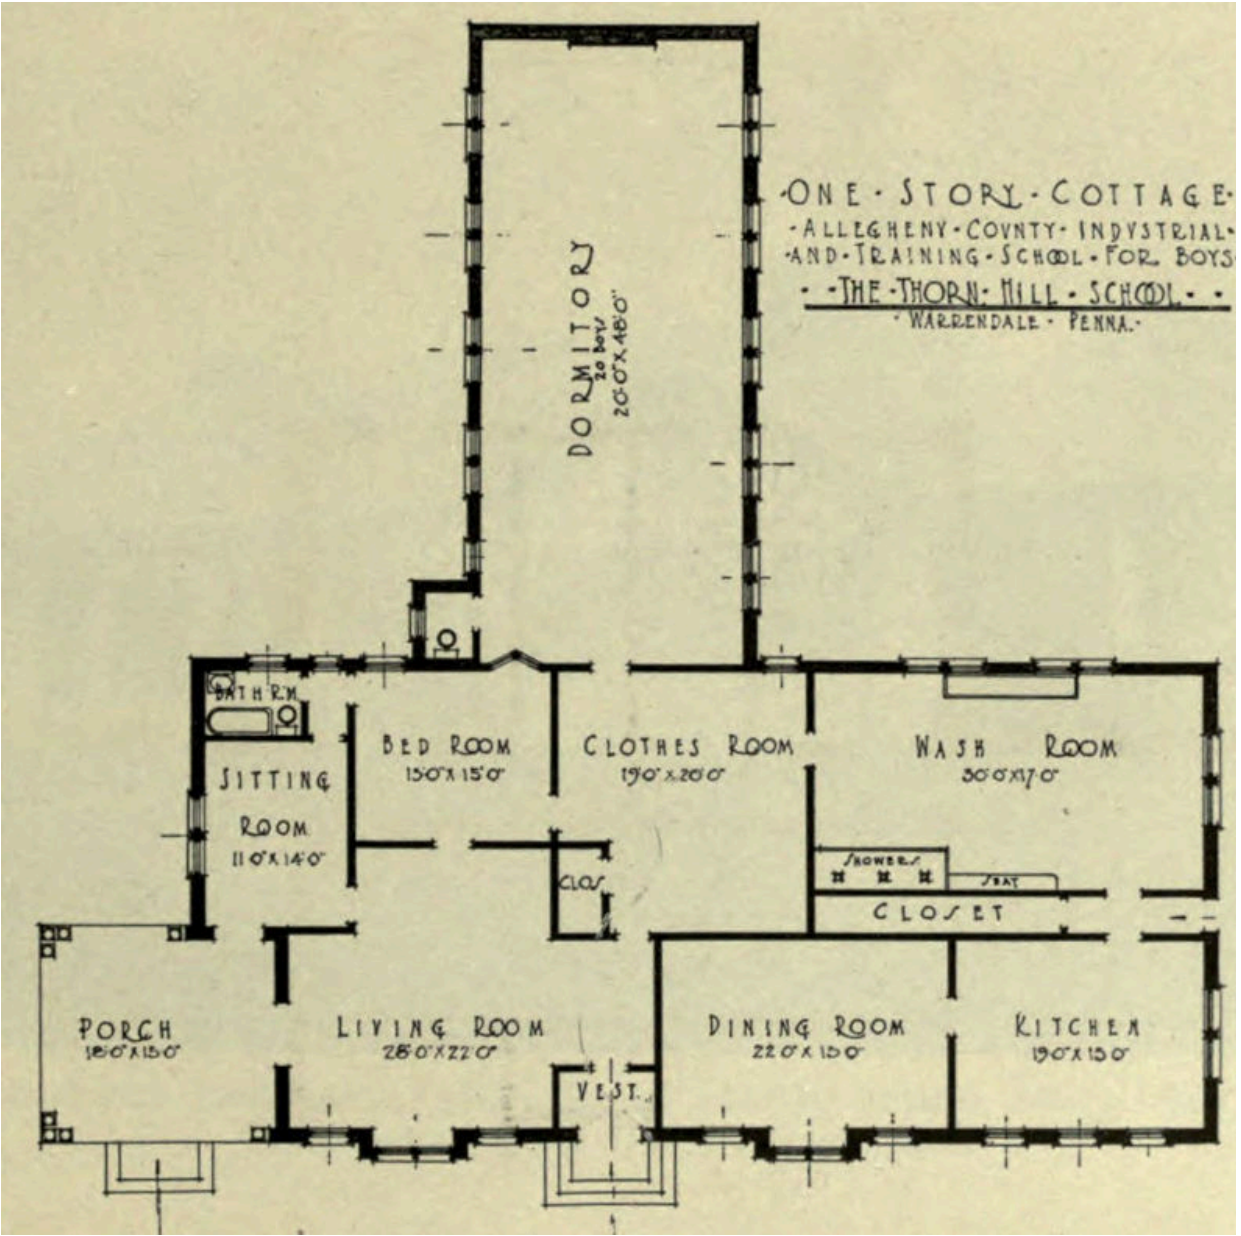 ·ONE·STORY·COTTAGE·
·ALLEGHENY·COVNTY·INDVSTRIAL·
·AND·TRAINING·SCHOOL·FOR BOYS·
··THE·THORN·HILL·SCHOOL··
·WARRENDALE·PENNA.·
DORMITORY
20 BOYS
20'0" X 48'0"
BATH RM.
BED ROOM
15'0" X 15'0"
CLOTHES ROOM
19'0" X 20'0"
WASH ROOM
30'0" X 17'0"
SITTING
ROOM
11'0" X 14'0"
CLOS.
SHOWERS
SEAT
CLOSET
PORCH
18'0" X 15'0"
LIVING ROOM
28'0" X 22'0"
DINING ROOM
22'0" X 15'0"
KITCHEN
19'0" X 15'0"
VEST.